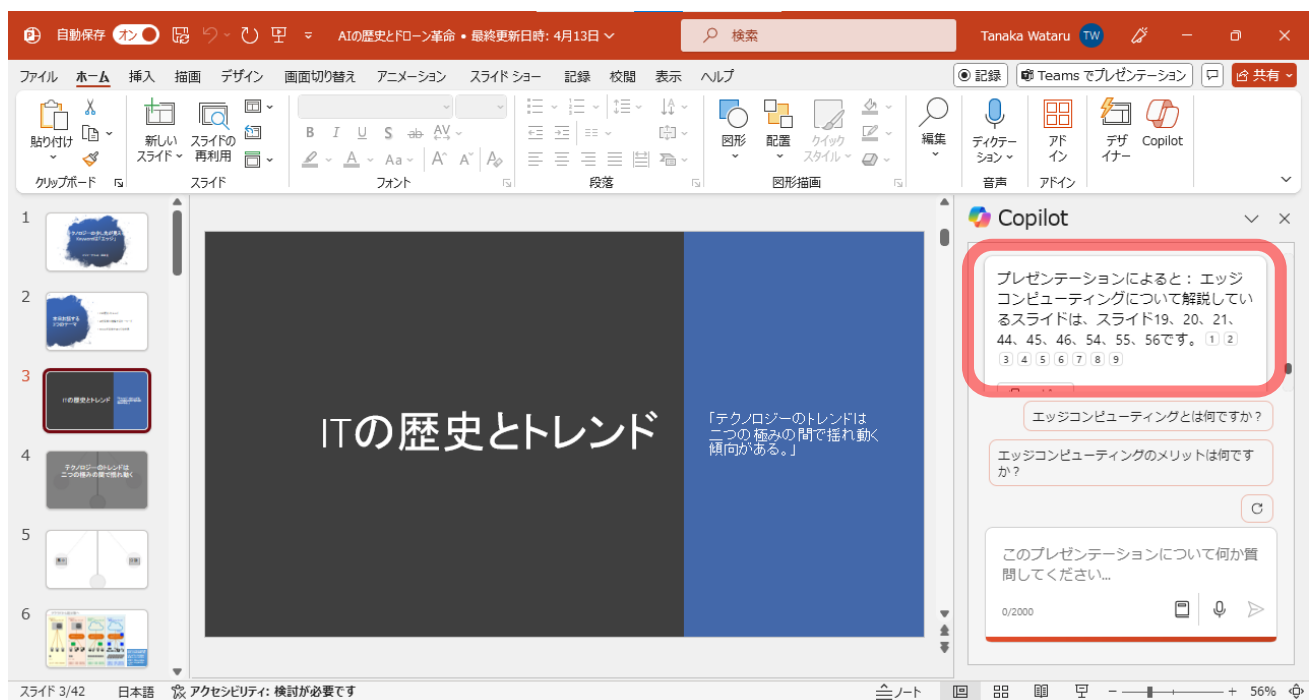 自動保存 オン AIの歴史とドローン革命 • 最終更新日時: 4月13日 検索 Tanaka Wataru TW
ファイル ホーム 挿入 描画 デザイン 画面切り替え アニメーション スライド ショー 記録 校閲 表示 ヘルプ 記録 Teams でプレゼンテーション 共有
貼り付け
新しい
スライド
スライドの
再利用
B I U S ab AV
A Aa A A A
図形
配置
クイック
スタイル
編集
ディクテー
ション
アド
イン
デザ
イナー
Copilot
クリップボード スライド フォント 段落 図形描画 音声 アドイン
1
2
本日お話する
3
ITの歴史とトレンド
4
テクノロジーのトレンドは
二つの極みの間で揺れ動く
5
6
ITの歴史とトレンド
「テクノロジーのトレンドは
二つの極みの間で揺れ動く
傾向がある。」
Copilot
プレゼンテーションによると： エッジ
コンピューティングについて解説してい
るスライドは、スライド19、20、21、
44、45、46、54、55、56です。 1 2
3 4 5 6 7 8 9
エッジコンピューティングとは何ですか？
エッジコンピューティングのメリットは何です
か？
このプレゼンテーションについて何か質
問してください...
0/2000
スライド 3/42 日本語 アクセシビリティ: 検討が必要です ノート 56%